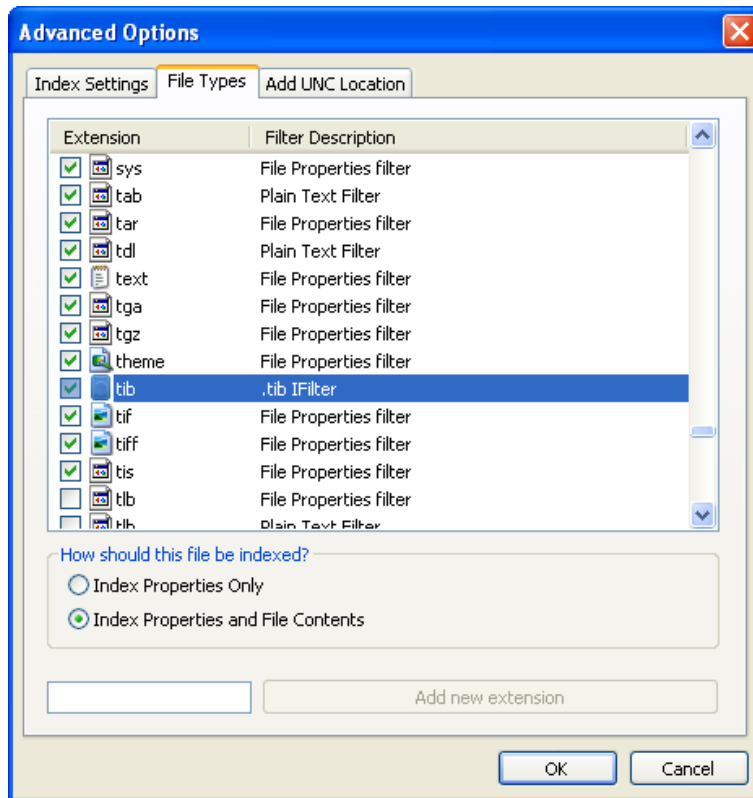 Advanced Options
Index Settings File Types Add UNC Location
Extension Filter Description
sys File Properties filter
tab Plain Text Filter
tar File Properties filter
tdl Plain Text Filter
text File Properties filter
tga File Properties filter
tgz File Properties filter
theme File Properties filter
tib .tib IFilter
tif File Properties filter
tiff File Properties filter
tis File Properties filter
tlb File Properties filter
tlh Plain Text Filter
How should this file be indexed?
Index Properties Only
Index Properties and File Contents
Add new extension
OK Cancel